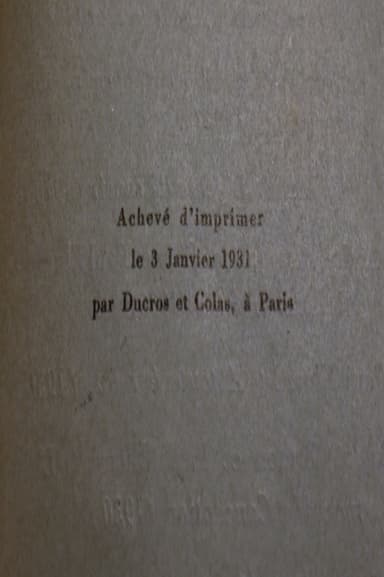 Achevé d'imprimer
le 3 Janvier 1931
par Ducros et Colas, à Paris